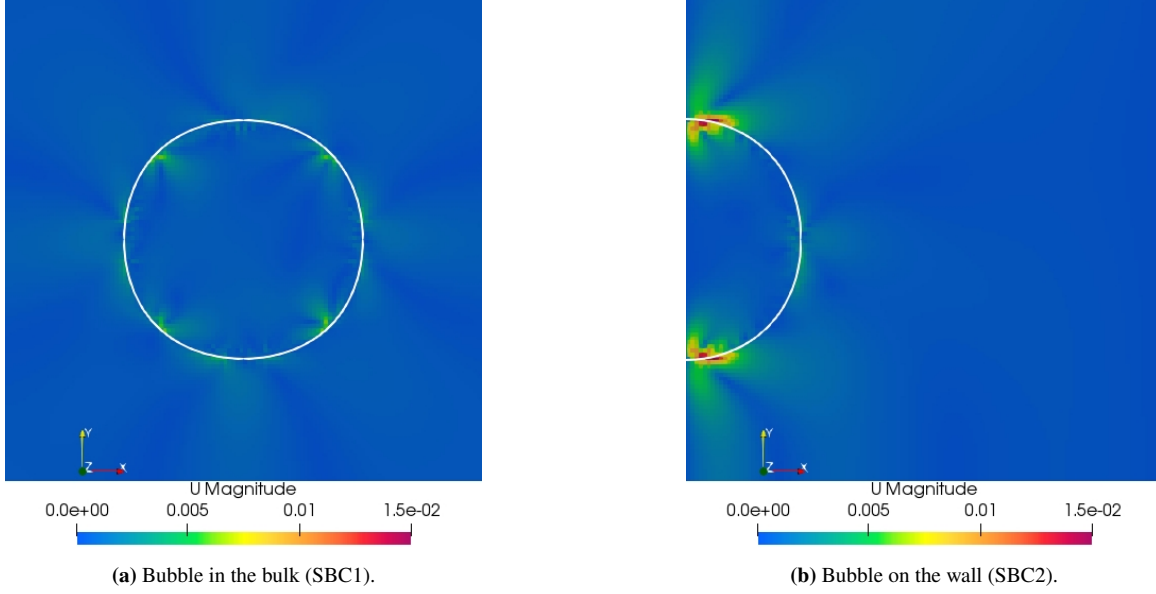 Y
Z X
U Magnitude
0.0e+00 0.005 0.01 1.5e-02
(a) Bubble in the bulk (SBC1).
Y
Z X
U Magnitude
0.0e+00 0.005 0.01 1.5e-02
(b) Bubble on the wall (SBC2).